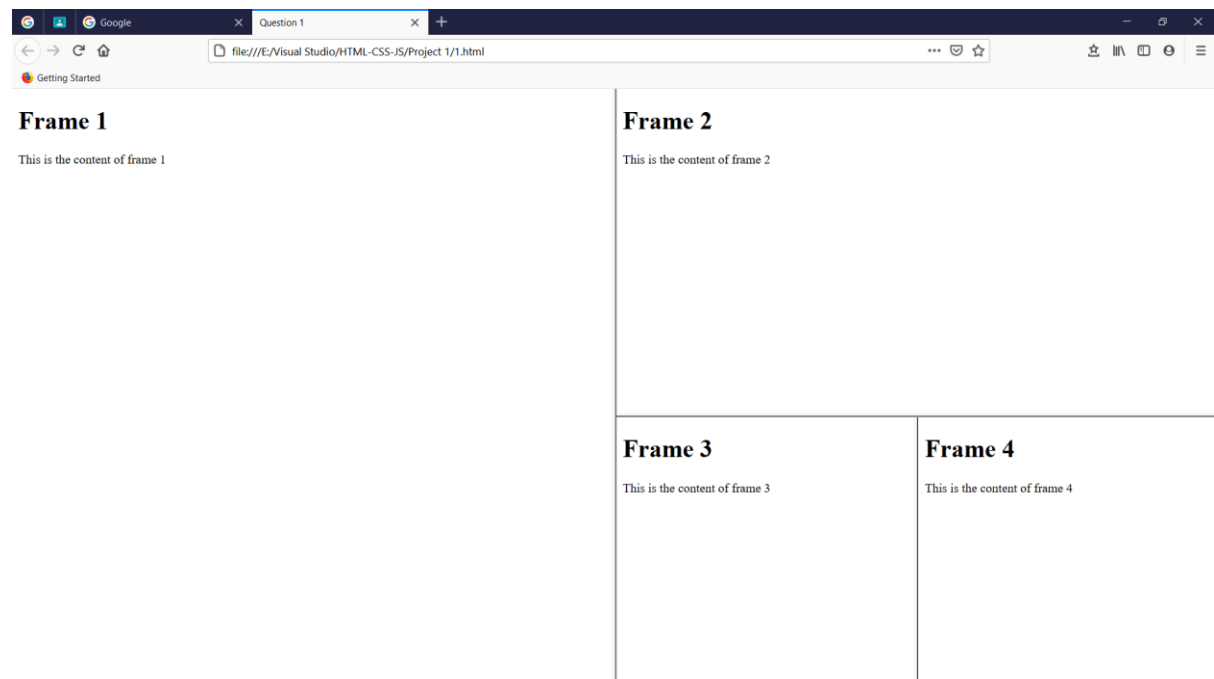 Google
Question 1
file:///E:/Visual Studio/HTML-CSS-JS/Project 1/1.html
Getting Started
Frame 1
This is the content of frame 1
Frame 2
This is the content of frame 2
Frame 3
This is the content of frame 3
Frame 4
This is the content of frame 4